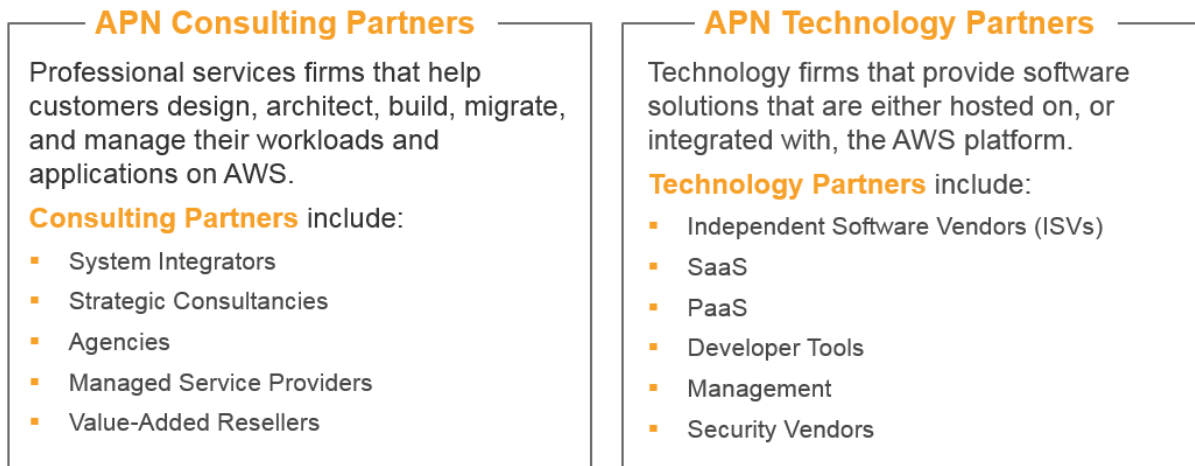 APN Consulting Partners
Professional services firms that help
customers design, architect, build, migrate,
and manage their workloads and
applications on AWS.
Consulting Partners include:
▪ System Integrators
▪ Strategic Consultancies
▪ Agencies
▪ Managed Service Providers
▪ Value-Added Resellers
APN Technology Partners
Technology firms that provide software
solutions that are either hosted on, or
integrated with, the AWS platform.
Technology Partners include:
▪ Independent Software Vendors (ISVs)
▪ SaaS
▪ PaaS
▪ Developer Tools
▪ Management
▪ Security Vendors